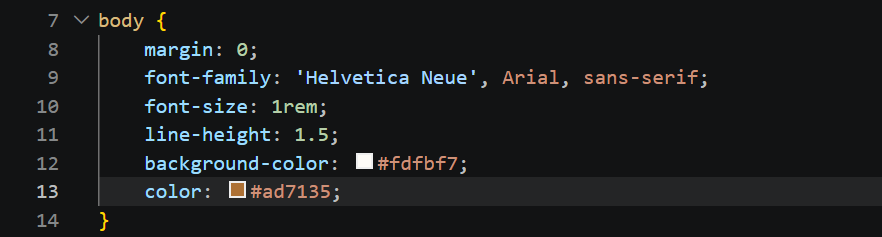 7 body {
8 margin: 0;
9 font-family: 'Helvetica Neue', Arial, sans-serif;
10 font-size: 1rem;
11 line-height: 1.5;
12 background-color: #fdfbf7;
13 color: #ad7135;
14 }